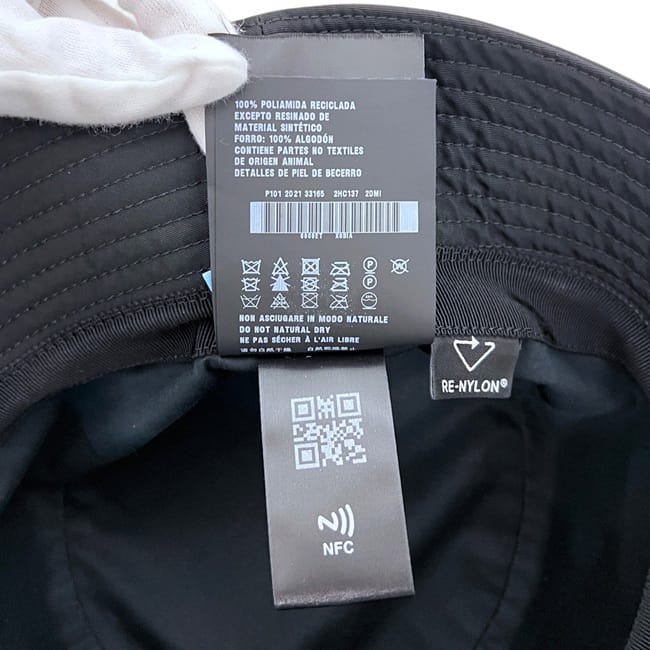 100% POLIAMIDA RECICLADA
EXCEPTO RESINADO DE
MATERIAL SINTÉTICO
FORRO: 100% ALGODÓN
CONTIENE PARTES NO TEXTILES
DE ORIGEN ANIMAL
DETALLES DE PIEL DE BECERRO
P101 2021 33165 2HC137 2DMI
NON ASCIUGARE IN MODO NATURALE
DO NOT NATURAL DRY
NE PAS SÉCHER À L'AIR LIBRE
RE-NYLON®
NFC